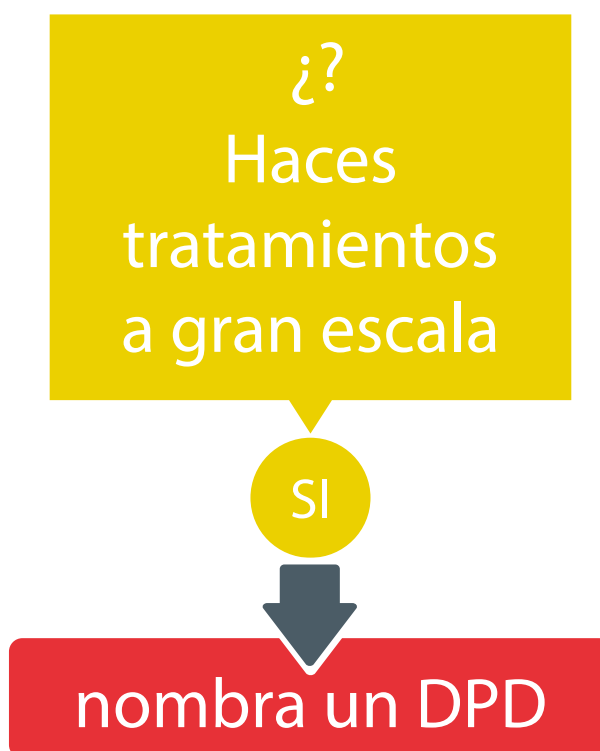 ¿?
Haces
tratamientos
a gran escala
SI
nombra un DPD